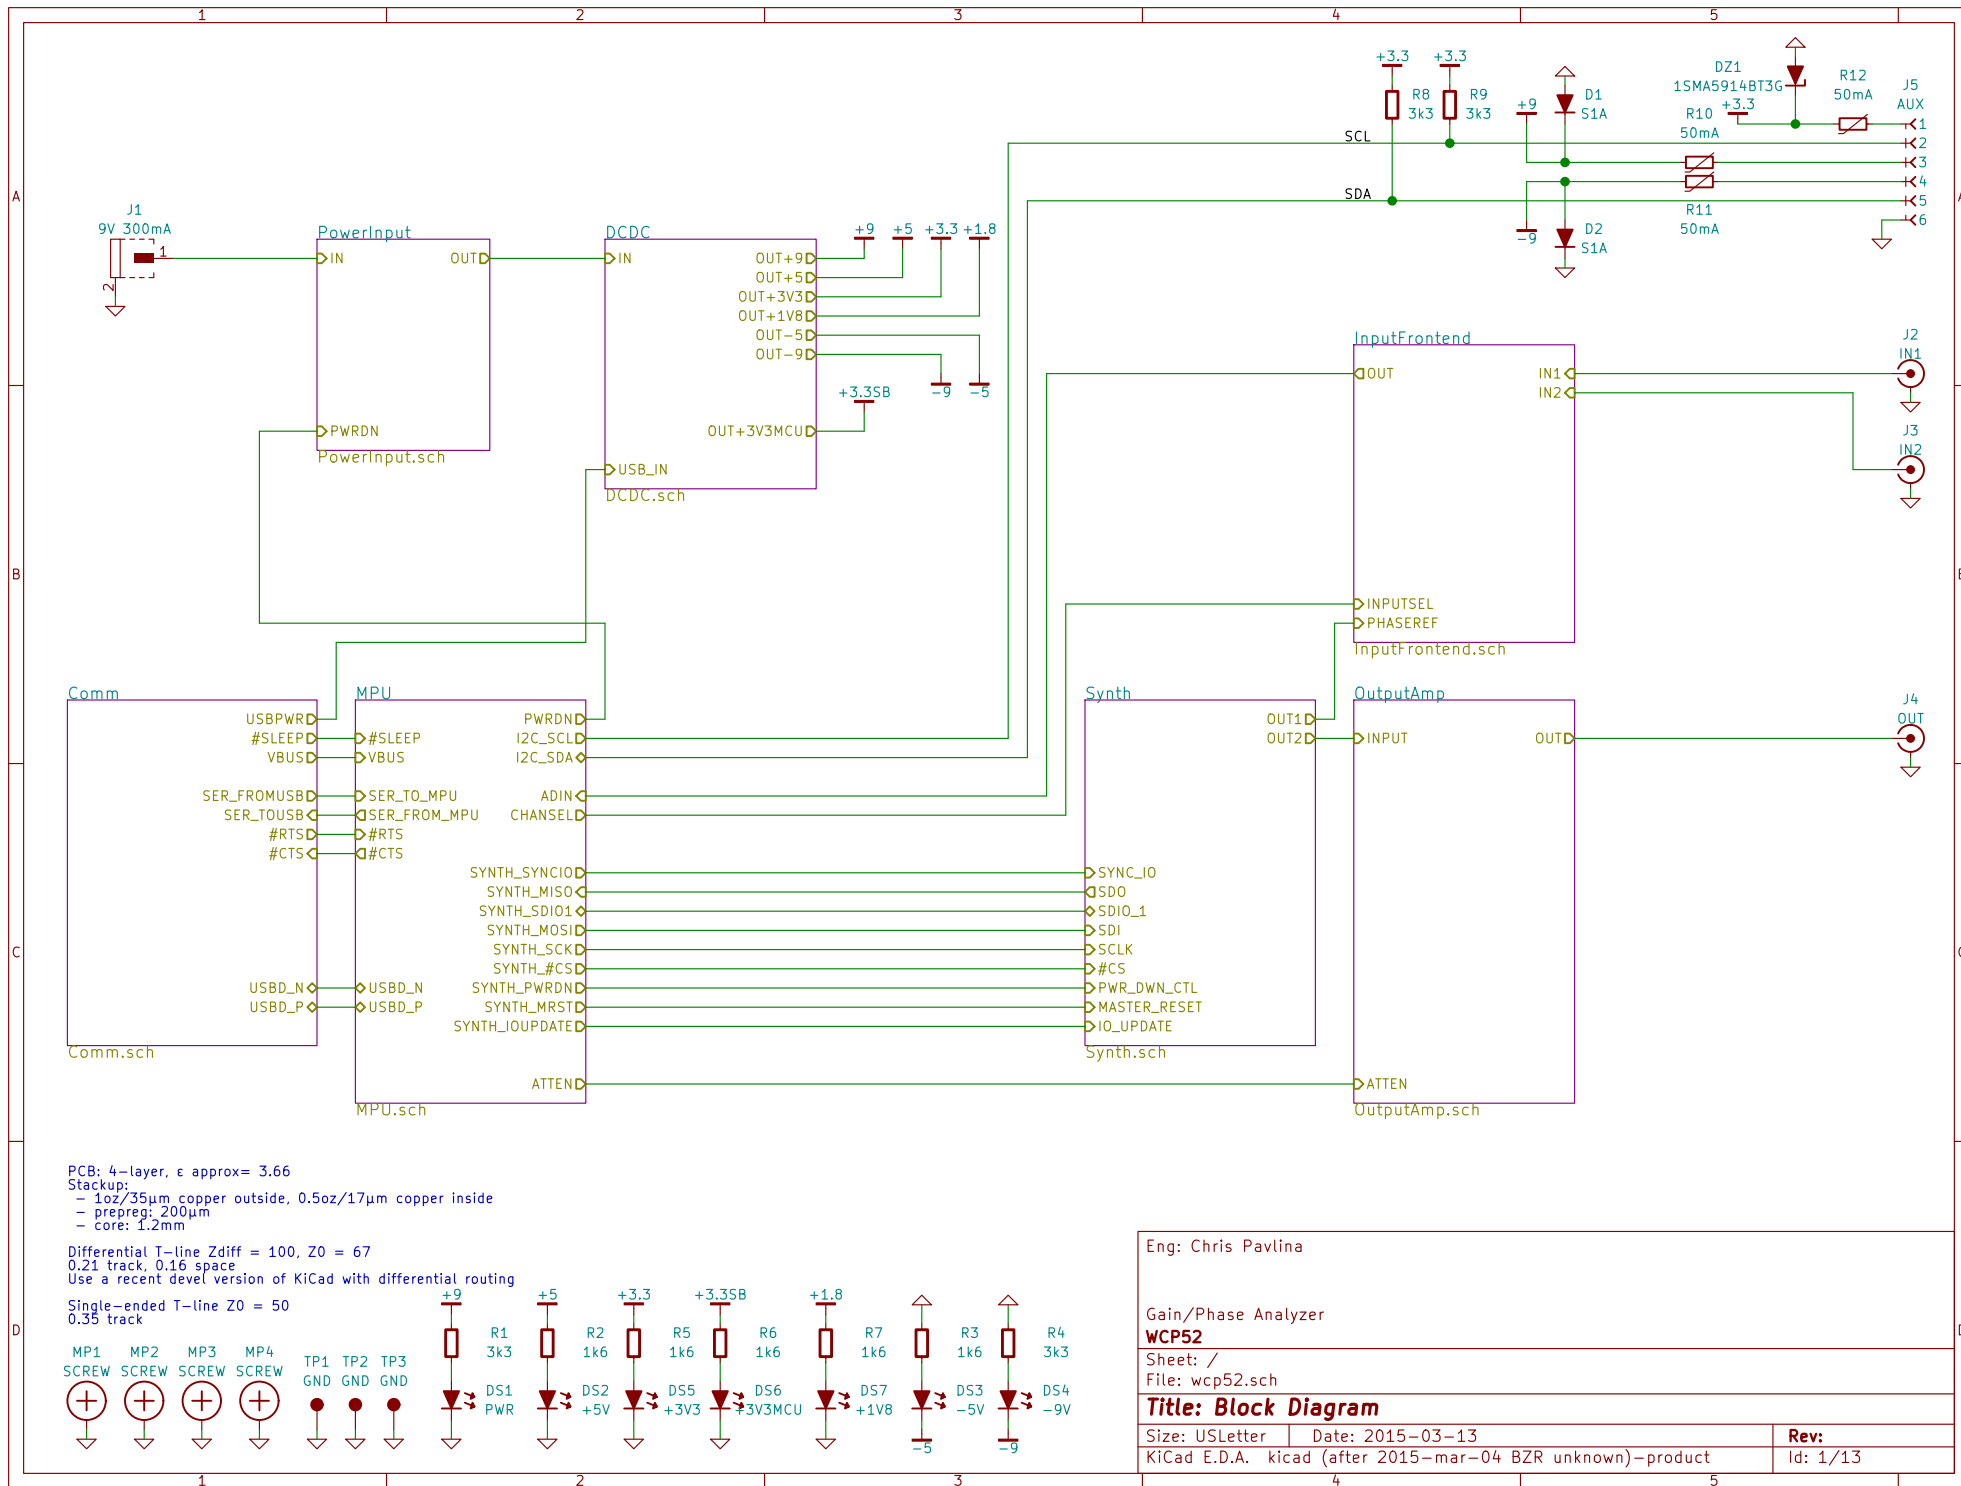 1 2 3 4 5
A
B
C
D
+3.3 +3.3
R8
3k3
R9
3k3
+9
D1
S1A
DZ1
1SMA5914BT3G
+3.3
R10
50mA
R12
50mA
J5
AUX
1
2
3
4
5
6
SCL
SDA
-9
D2
S1A
R11
50mA
J1
9V 300mA
1
2
PowerInput
IN
OUT
PWRDN
PowerInput.sch
DCDC
IN
OUT+9
OUT+5
OUT+3V3
OUT+1V8
OUT-5
OUT-9
OUT+3V3MCU
USB_IN
DCDC.sch
+9 +5 +3.3 +1.8
-9 -5
+3.3SB
InputFrontend
OUT
IN1
IN2
INPUTSEL
PHASEREF
InputFrontend.sch
J2
IN1
J3
IN2
Comm
USBPWR
#SLEEP
VBUS
SER_FROMUSB
SER_TOUSB
#RTS
#CTS
USBD_N
USBD_P
Comm.sch
MPU
#SLEEP
VBUS
SER_TO_MPU
SER_FROM_MPU
#RTS
#CTS
USBD_N
USBD_P
PWRDN
I2C_SCL
I2C_SDA
ADIN
CHANSEL
SYNTH_SYNCIO
SYNTH_MISO
SYNTH_SDIO1
SYNTH_MOSI
SYNTH_SCK
SYNTH_#CS
SYNTH_PWRDN
SYNTH_MRST
SYNTH_IOUPDATE
ATTEN
MPU.sch
Synth
OUT1
OUT2
SYNC_IO
SDO
SDIO_1
SDI
SCLK
#CS
PWR_DWN_CTL
MASTER_RESET
IO_UPDATE
Synth.sch
OutputAmp
INPUT
OUT
ATTEN
OutputAmp.sch
J4
OUT
PCB: 4-layer, ε approx= 3.66
Stackup:
- 1oz/35µm copper outside, 0.5oz/17µm copper inside
- prepreg: 200µm
- core: 1.2mm
Differential T-line Zdiff = 100, Z0 = 67
0.21 track, 0.16 space
Use a recent devel version of KiCad with differential routing
Single-ended T-line Z0 = 50
0.35 track
MP1
SCREW
MP2
SCREW
MP3
SCREW
MP4
SCREW
TP1
GND
TP2
GND
TP3
GND
+9
R1
3k3
DS1
PWR
+5
R2
1k6
DS2
+5V
+3.3
R5
1k6
DS5
+3V3
+3.3SB
R6
1k6
DS6
+3V3MCU
+1.8
R7
1k6
DS7
+1V8
R3
1k6
DS3
-5V
-5
R4
3k3
DS4
-9V
-9
Eng: Chris Pavlina
Gain/Phase Analyzer
WCP52
Sheet: /
File: wcp52.sch
Title: Block Diagram
Size: USLetter Date: 2015-03-13 Rev:
KiCad E.D.A. kicad (after 2015-mar-04 BZR unknown)-product Id: 1/13
1 2 3 4 5